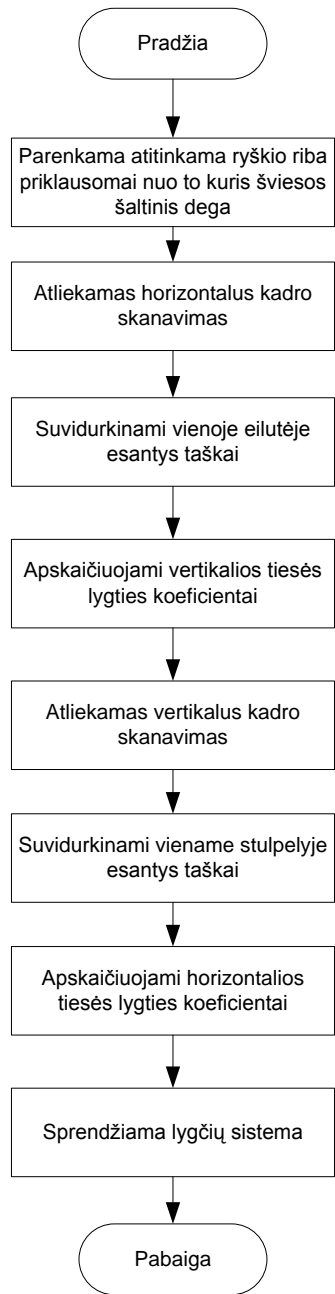 Pradžia
Parenkama atitinkama ryškio riba
priklausomai nuo to kuris šviesos
šaltinis dega
Atliekamas horizontalus kadro
skanavimas
Suvidurkinami vienoje eilutėje
esantys taškai
Apskaičiuojami vertikalios tiesės
lygties koeficientai
Atliekamas vertikalus kadro
skanavimas
Suvidurkinami viename stulpelyje
esantys taškai
Apskaičiuojami horizontalios
tiesės lygties koeficientai
Sprendžiama lygčių sistema
Pabaiga